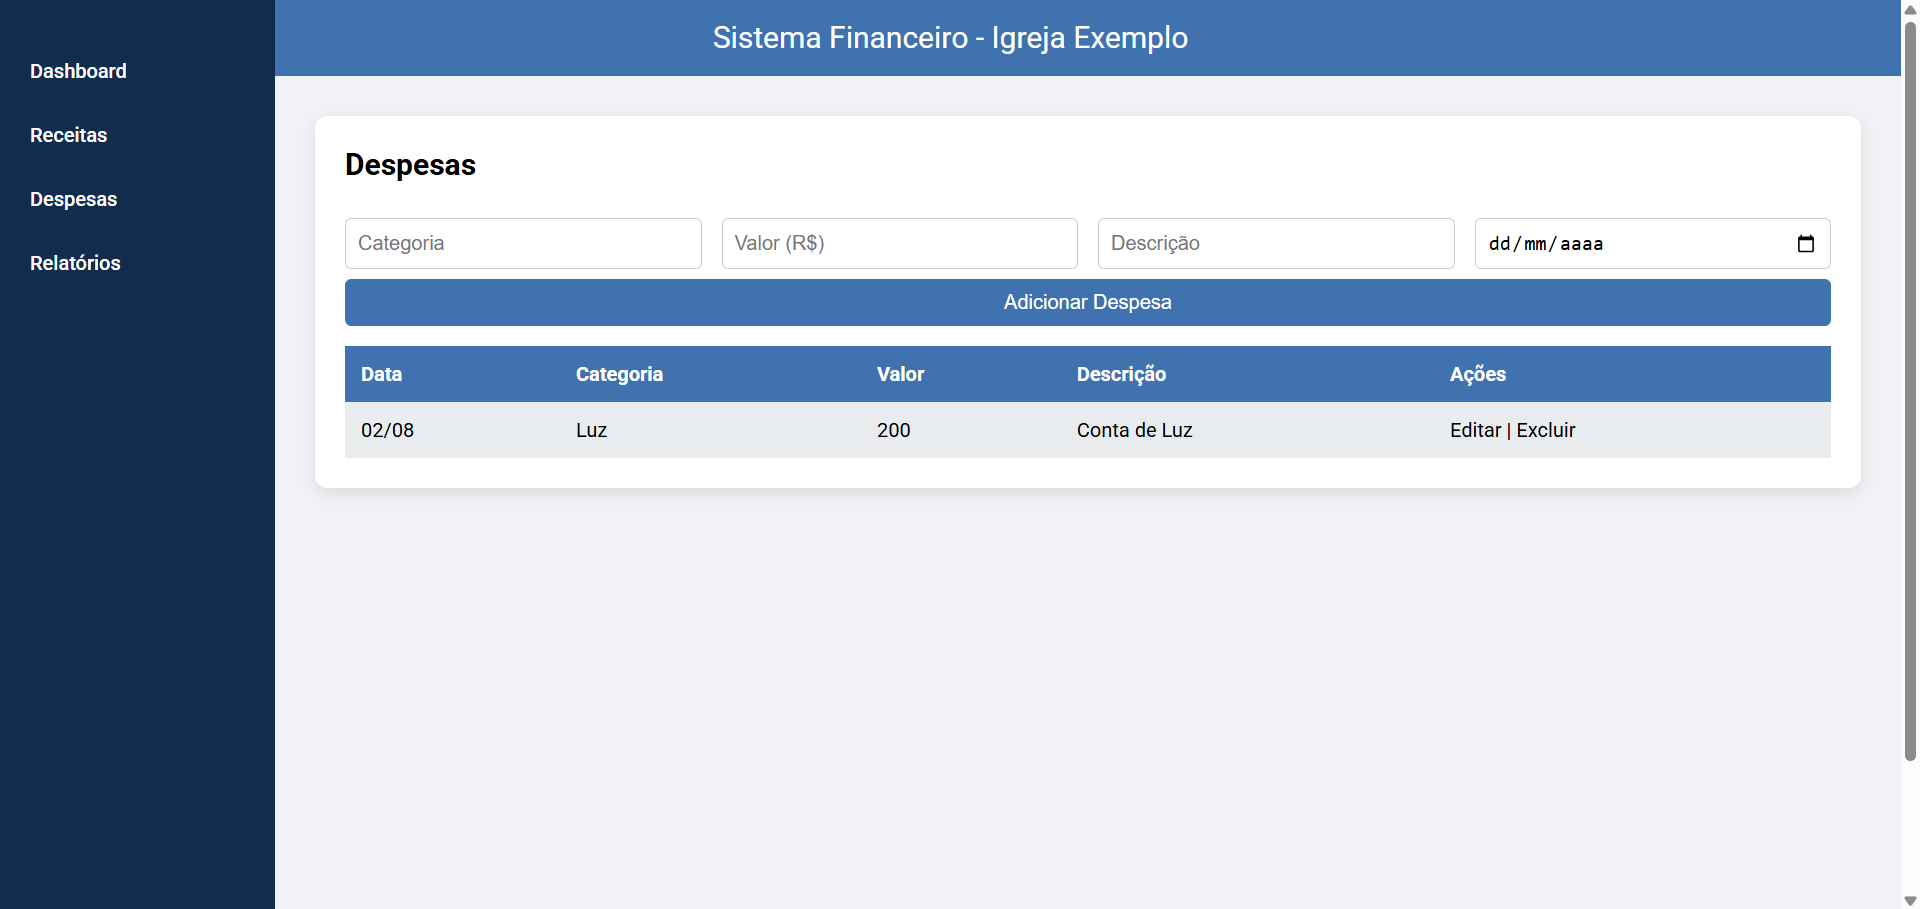 Sistema Financeiro - Igreja Exemplo
Dashboard
Receitas
Despesas
Relatórios
Despesas
Categoria Valor (R$) Descrição dd/mm/aaaa
Adicionar Despesa
Data Categoria Valor Descrição Ações
02/08 Luz 200 Conta de Luz Editar | Excluir